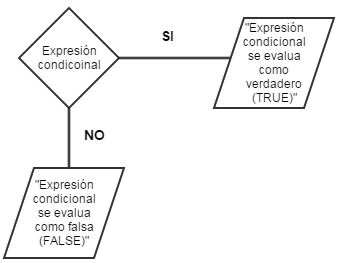 Expresión
condicoinal
SI
"Expresión
condicional
se evalua
como
verdadero
(TRUE)"
NO
"Expresión
condicional
se evalua
como falsa
(FALSE)"